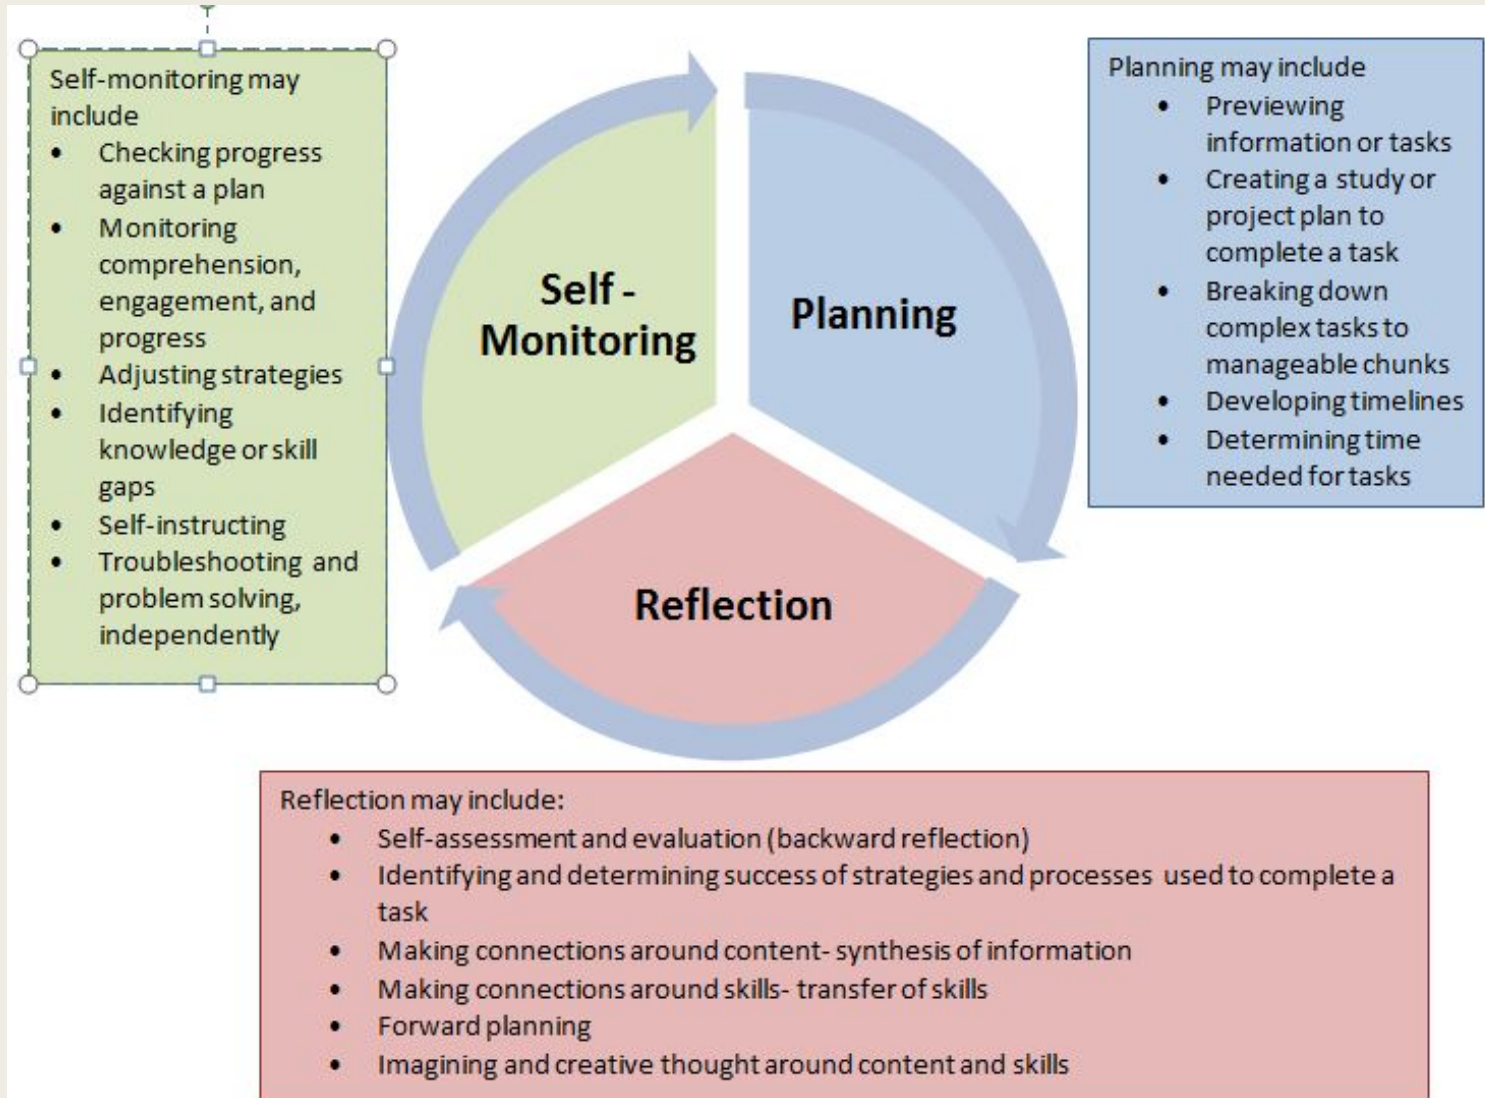 Self-monitoring may
include
• Checking progress
against a plan
• Monitoring
comprehension,
engagement, and
progress
• Adjusting strategies
• Identifying
knowledge or skill
gaps
• Self-instructing
• Troubleshooting and
problem solving,
independently
Self -
Monitoring
Planning
Reflection
Planning may include
• Previewing
information or tasks
• Creating a study or
project plan to
complete a task
• Breaking down
complex tasks to
manageable chunks
• Developing timelines
• Determining time
needed for tasks
Reflection may include:
• Self-assessment and evaluation (backward reflection)
• Identifying and determining success of strategies and processes used to complete a
task
• Making connections around content- synthesis of information
• Making connections around skills- transfer of skills
• Forward planning
• Imagining and creative thought around content and skills